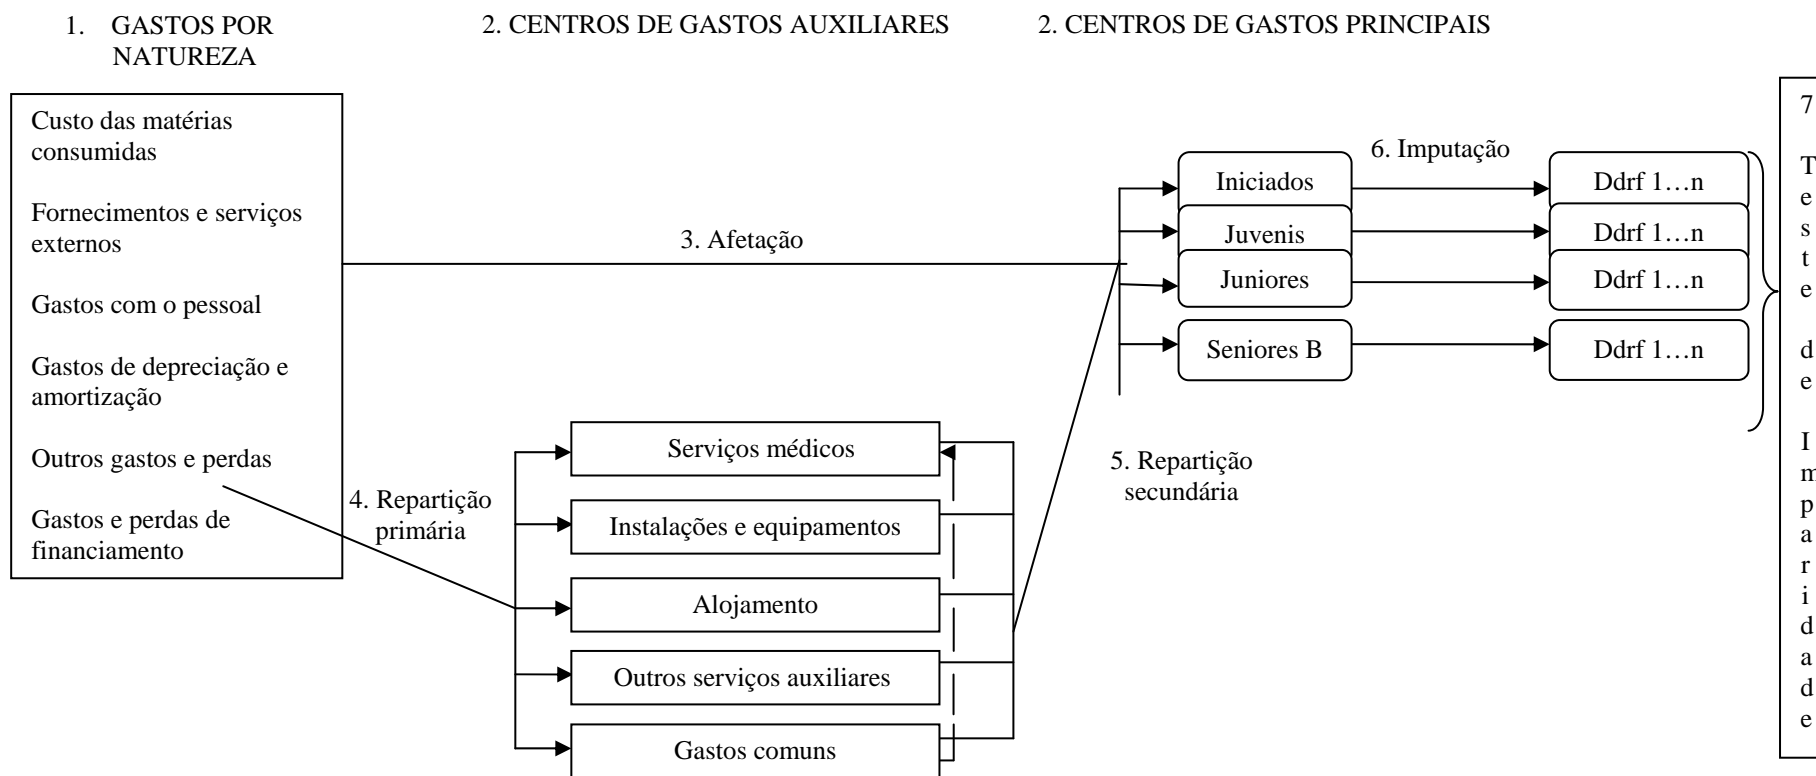 1. GASTOS POR
NATUREZA
2. CENTROS DE GASTOS AUXILIARES
2. CENTROS DE GASTOS PRINCIPAIS
Custo das matérias
consumidas
Fornecimentos e serviços
externos
Gastos com o pessoal
Gastos de depreciação e
amortização
Outros gastos e perdas
Gastos e perdas de
financiamento
3. Afetação
4. Repartição
primária
Serviços médicos
Instalações e equipamentos
Alojamento
Outros serviços auxiliares
Gastos comuns
5. Repartição
secundária
Iniciados
Juvenis
Juniores
Seniores B
6. Imputação
Ddrf 1…n
Ddrf 1…n
Ddrf 1…n
Ddrf 1…n
7
T
e
s
t
e
d
e
I
m
p
a
r
i
d
a
d
e